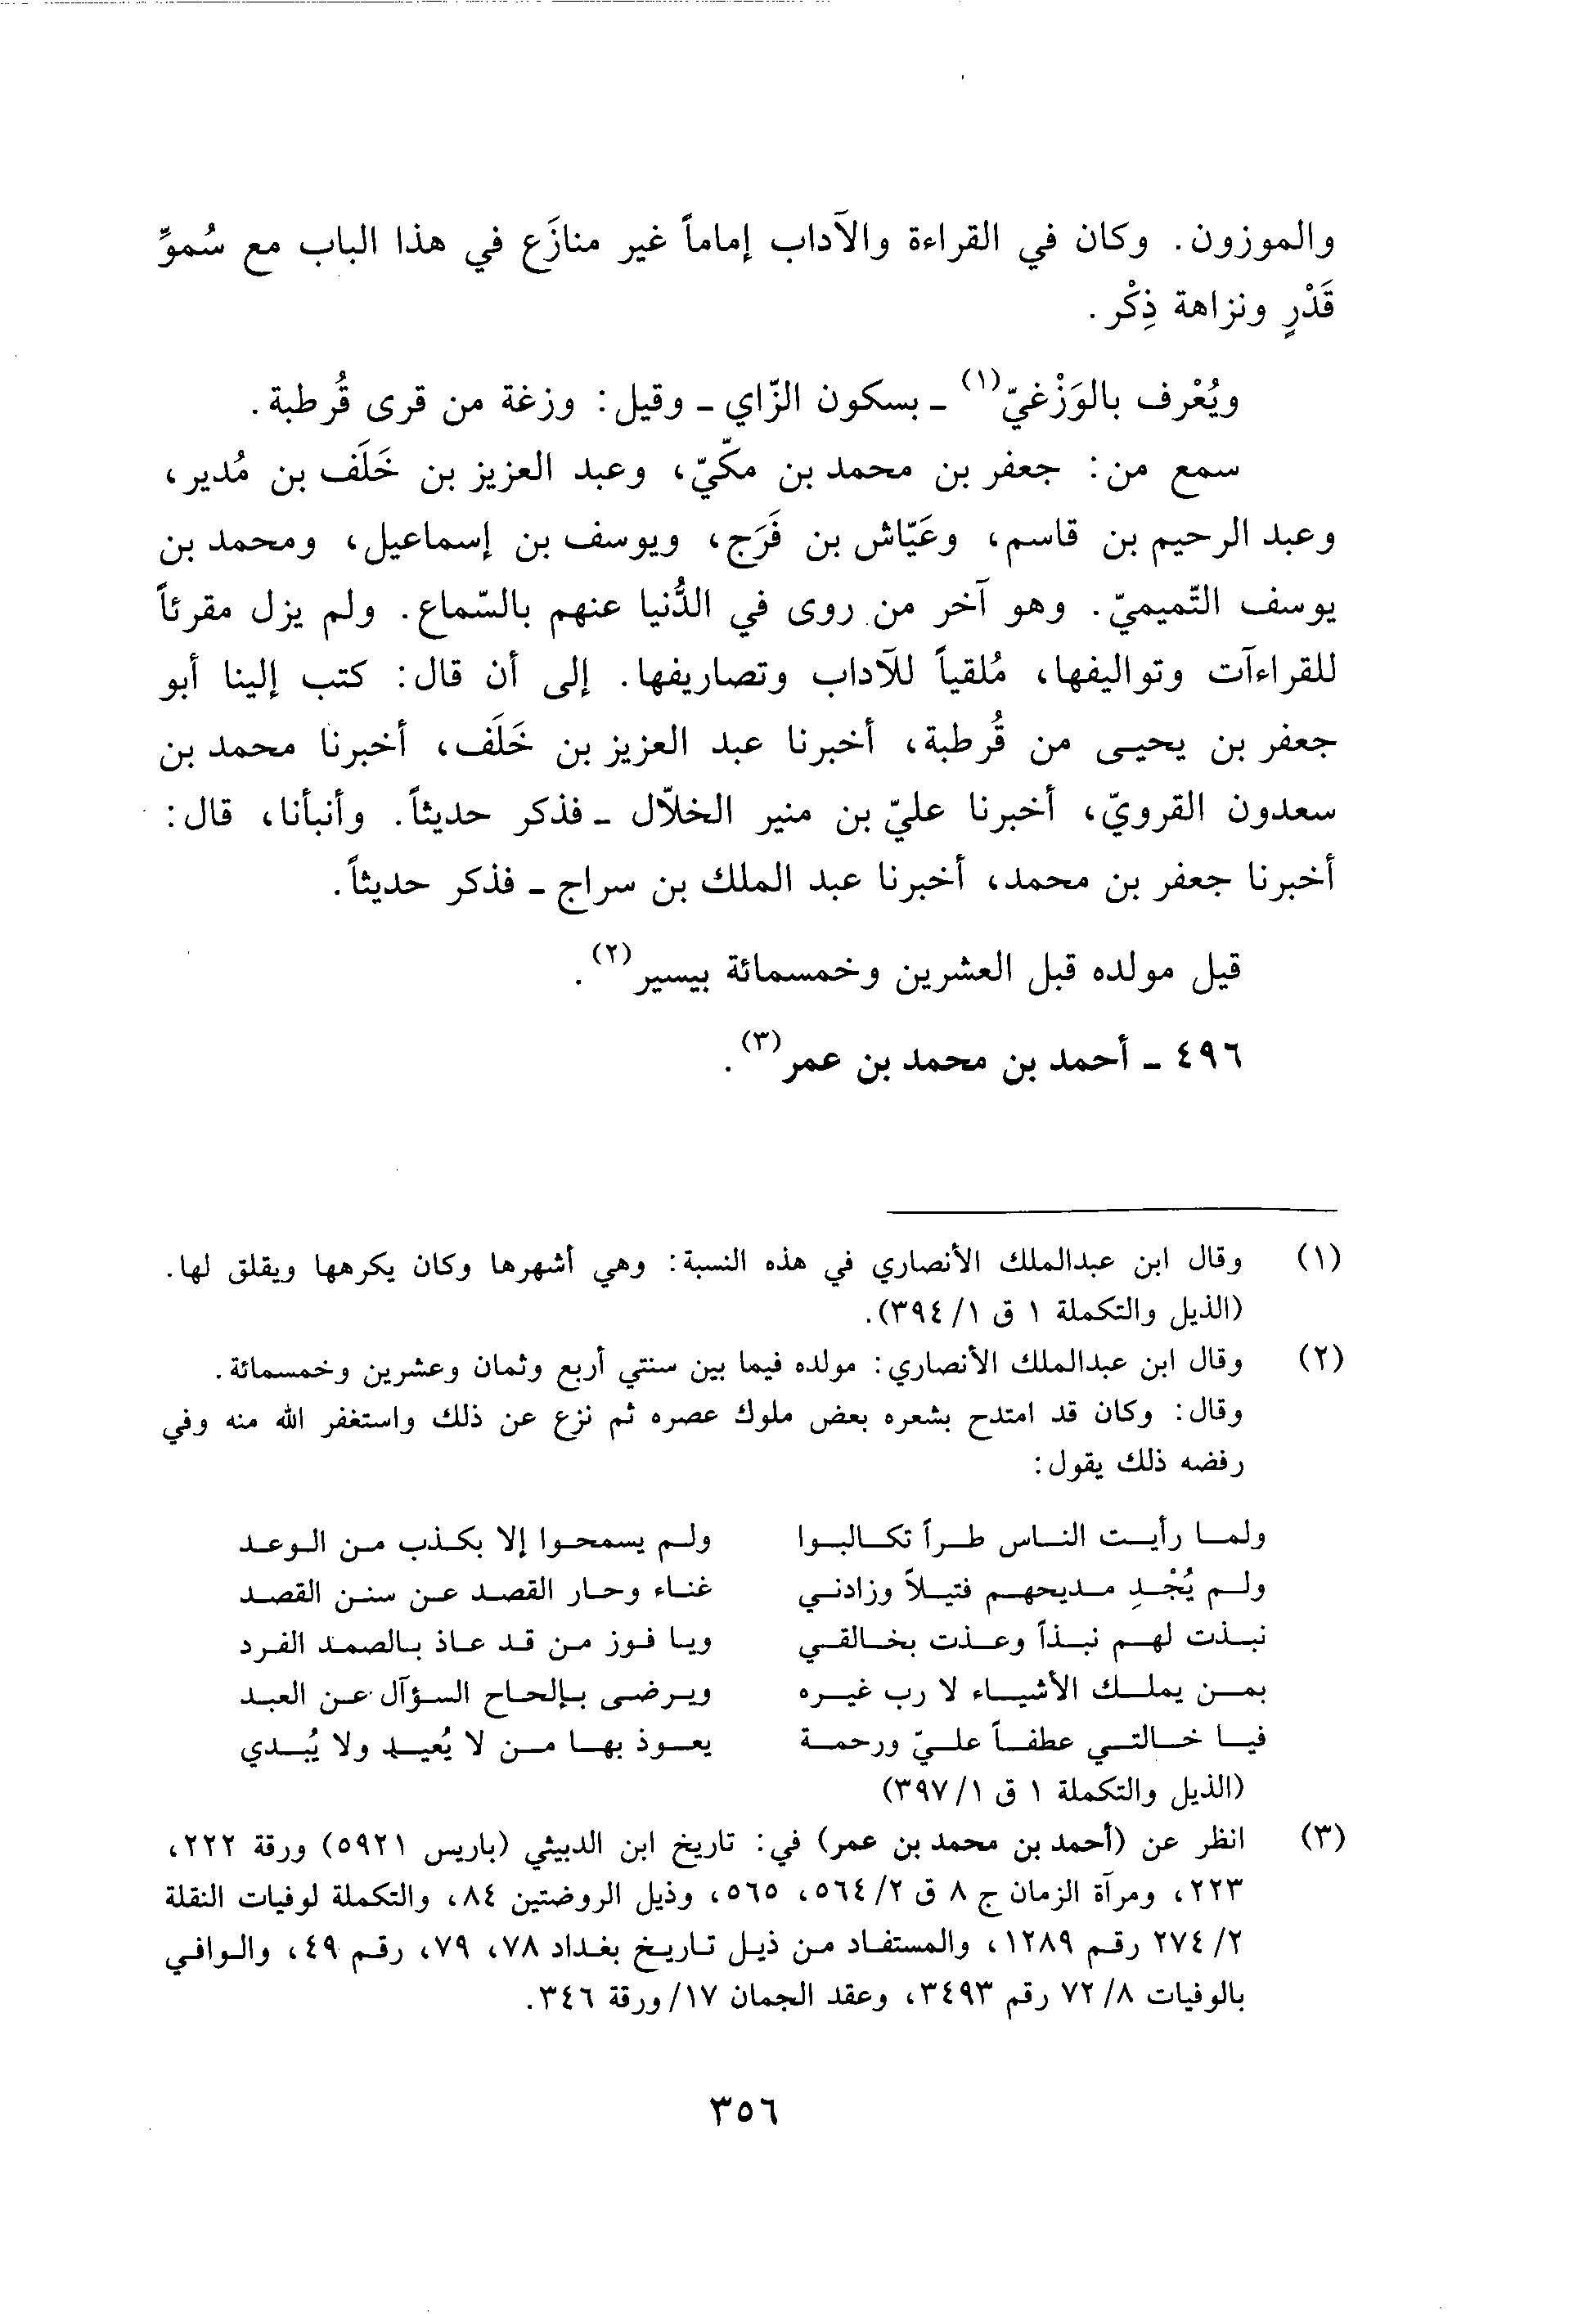 والموزون. وكان في القراءة والآداب إماماً غير منازَع في هذا الباب مع سُموِّ
قَدْرٍ ونزاهة ذِكْر.
ويُعْرف بالوَزْغيّ(١) ـ بسكون الزّاي ـ وقيل: وزغة من قرى قُرطبة.
سمع من: جعفر بن محمد بن مكّيّ، وعبد العزيز بن خَلَف بن مُدير،
وعبد الرحيم بن قاسم، وعَيّاش بن فَرَج، ويوسف بن إسماعيل، ومحمد بن
يوسف التّميميّ. وهو آخر من روى في الدُّنيا عنهم بالسّماع. ولم يزل مقرئاً
للقراءآت وتواليفها، مُلقياً للآداب وتصاريفها. إلى أن قال: كتب إلينا أبو
جعفر بن يحيى من قُرطبة، أخبرنا عبد العزيز بن خَلَف، أخبرنا محمد بن
سعدون القرويّ، أخبرنا عليّ بن منير الخلاّل ـ فذكر حديثاً. وأنبأنا، قال:
أخبرنا جعفر بن محمد، أخبرنا عبد الملك بن سراج ـ فذكر حديثاً.
قيل مولده قبل العشرين وخمسمائة بيسير(٢).
٤٩٦ ـ أحمد بن محمد بن عمر(٣).
(١) وقال ابن عبدالملك الأنصاري في هذه النسبة: وهي أشهرها وكان يكرهها ويقلق لها.
(الذيل والتكملة ١ ق ١/ ٣٩٤).
(٢) وقال ابن عبدالملك الأنصاري: مولده فيما بين سنتي أربع وثمان وعشرين وخمسمائة.
وقال: وكان قد امتدح بشعره بعض ملوك عصره ثم نزع عن ذلك واستغفر الله منه وفي
رفضه ذلك يقول:
ولما رأيت الناس طراً تكالبوا ولم يسمحوا إلا بكذب من الوعد
ولم يُجْدِ مديحهم فتيلاً وزادني غناء وحار القصد عن سنن القصد
نبذت لهم نبذاً وعذت بخالقي ويا فوز من قد عاذ بالصمد الفرد
بمن يملك الأشياء لا رب غيره ويرضى بإلحاح السؤآل عن العبد
فيا خالتي عطفاً عليّ ورحمة يعوذ بها من لا يُعيد ولا يُبدي
(الذيل والتكملة ١ ق ١/ ٣٩٧)
(٣) انظر عن (أحمد بن محمد بن عمر) في: تاريخ ابن الدبيثي (باريس ٥٩٢١) ورقة ٢٢٢،
٢٢٣، ومرآة الزمان ج ٨ ق ٢/ ٥٦٤، ٥٦٥، وذيل الروضتين ٨٤، والتكملة لوفيات النقلة
٢/ ٢٧٤ رقم ١٢٨٩، والمستفاد من ذيل تاريخ بغداد ٧٨، ٧٩، رقم ٤٩، والوافي
بالوفيات ٨/ ٧٢ رقم ٣٤٩٣، وعقد الجمان ١٧/ ورقة ٣٤٦.
٣٥٦